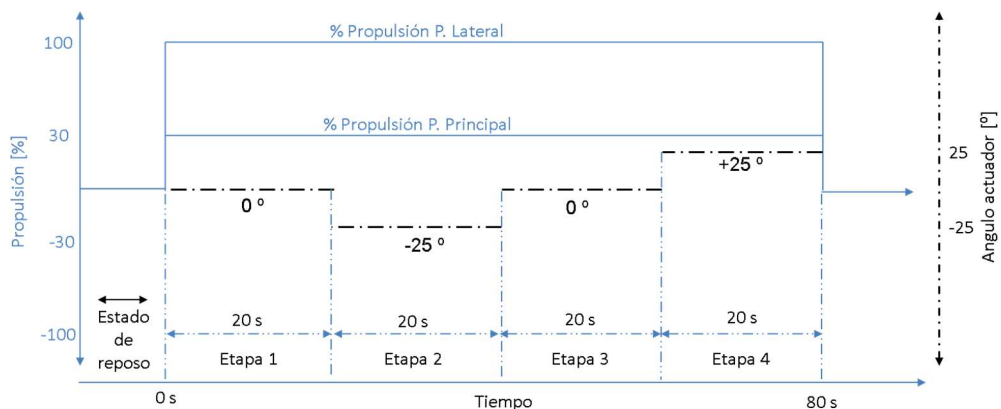 % Propulsión P. Lateral
100
% Propulsión P. Principal
30
Propulsión [%]
-30
-100
0 º
-25 º
0 º
+25 º
25
-25
Angulo actuador [º]
Estado
de
reposo
20 s
20 s
20 s
20 s
Etapa 1
Etapa 2
Etapa 3
Etapa 4
0 s
Tiempo
80 s